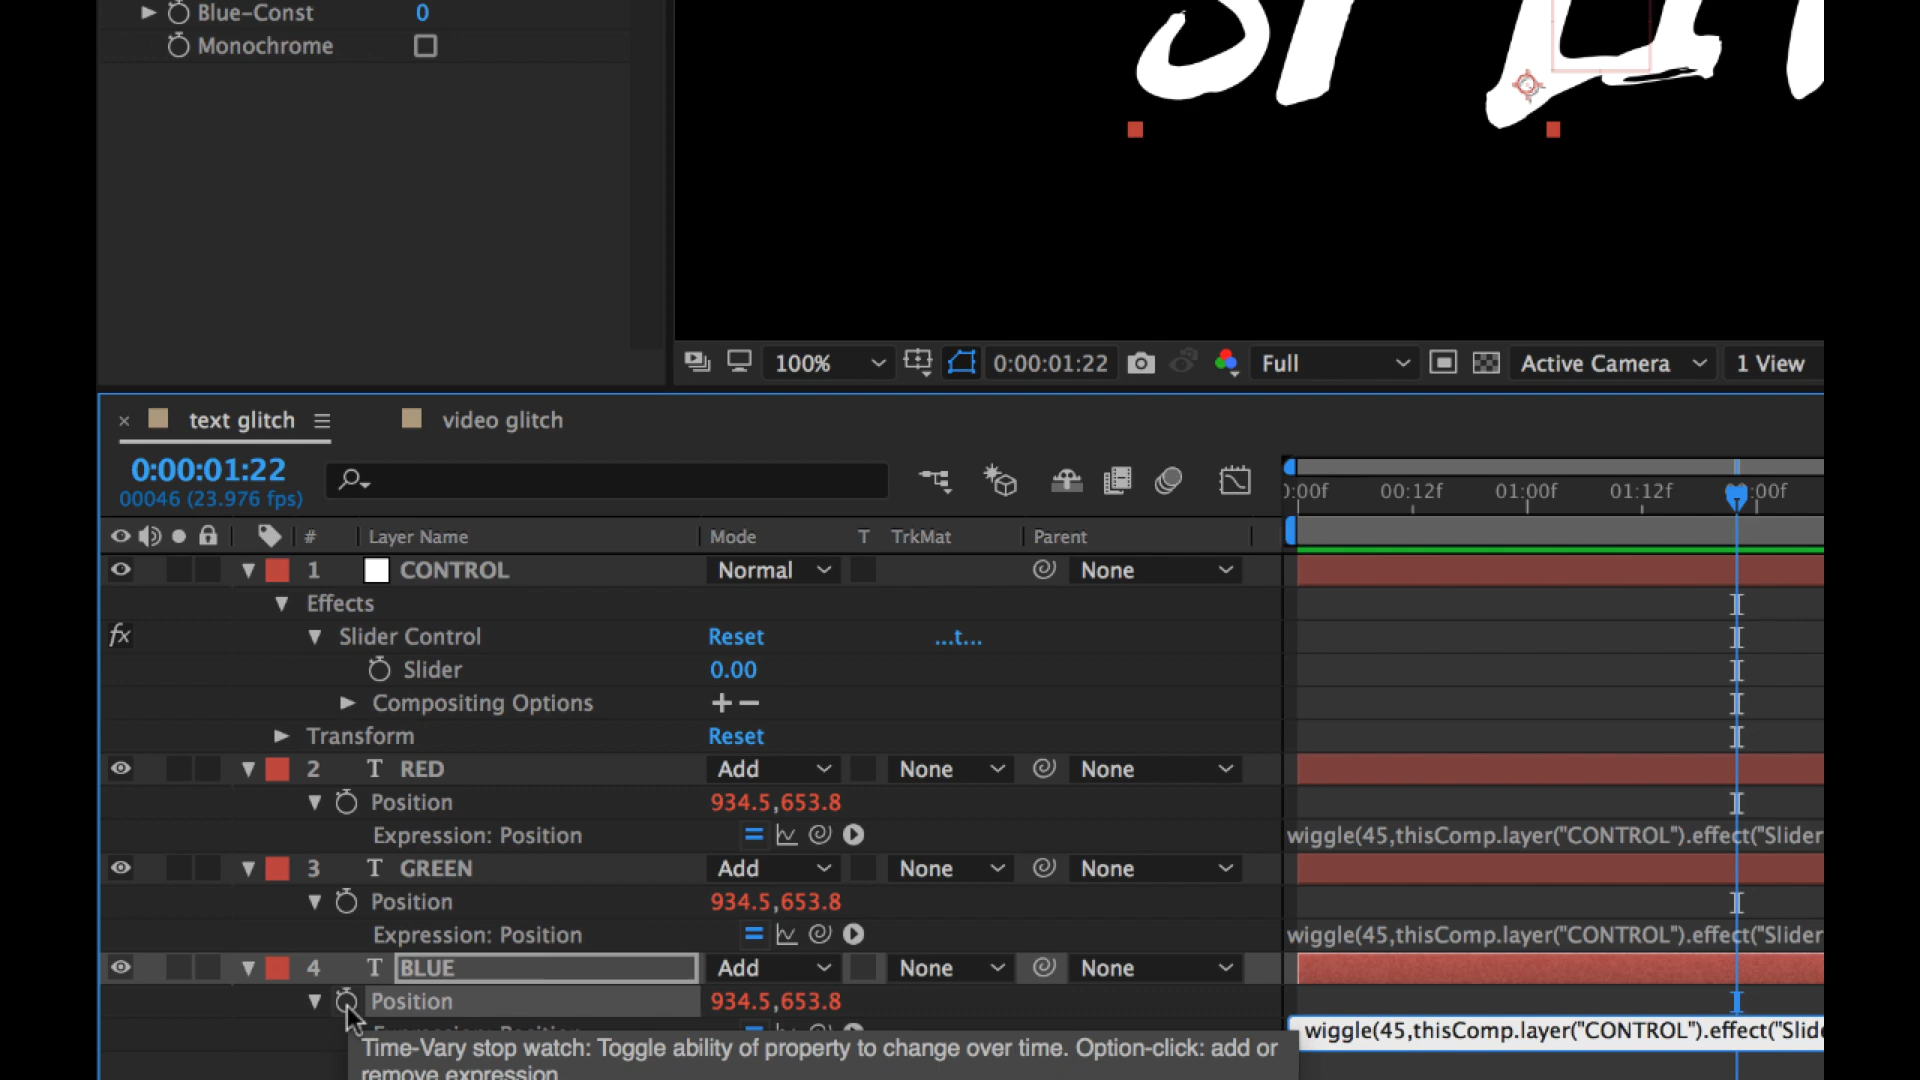 Blue-Const 0
Monochrome
100% 0:00:01:22 Full Active Camera 1 View
text glitch video glitch
0:00:01:22
00046 (23.976 fps)
00:12f 01:00f 01:12f
# Layer Name Mode T TrkMat Parent
1 CONTROL Normal None
Effects
fx Slider Control Reset ...t...
Slider 0.00
Compositing Options
Transform Reset
2 T RED Add None None
Position 934.5,653.8
Expression: Position wiggle(45,thisComp.layer("CONTROL").effect("Slider
3 T GREEN Add None None
Position 934.5,653.8
Expression: Position wiggle(45,thisComp.layer("CONTROL").effect("Slider
4 T BLUE Add None None
Position 934.5,653.8
wiggle(45,thisComp.layer("CONTROL").effect("Slide
Time-Vary stop watch: Toggle ability of property to change over time. Option-click: add or
remove expression